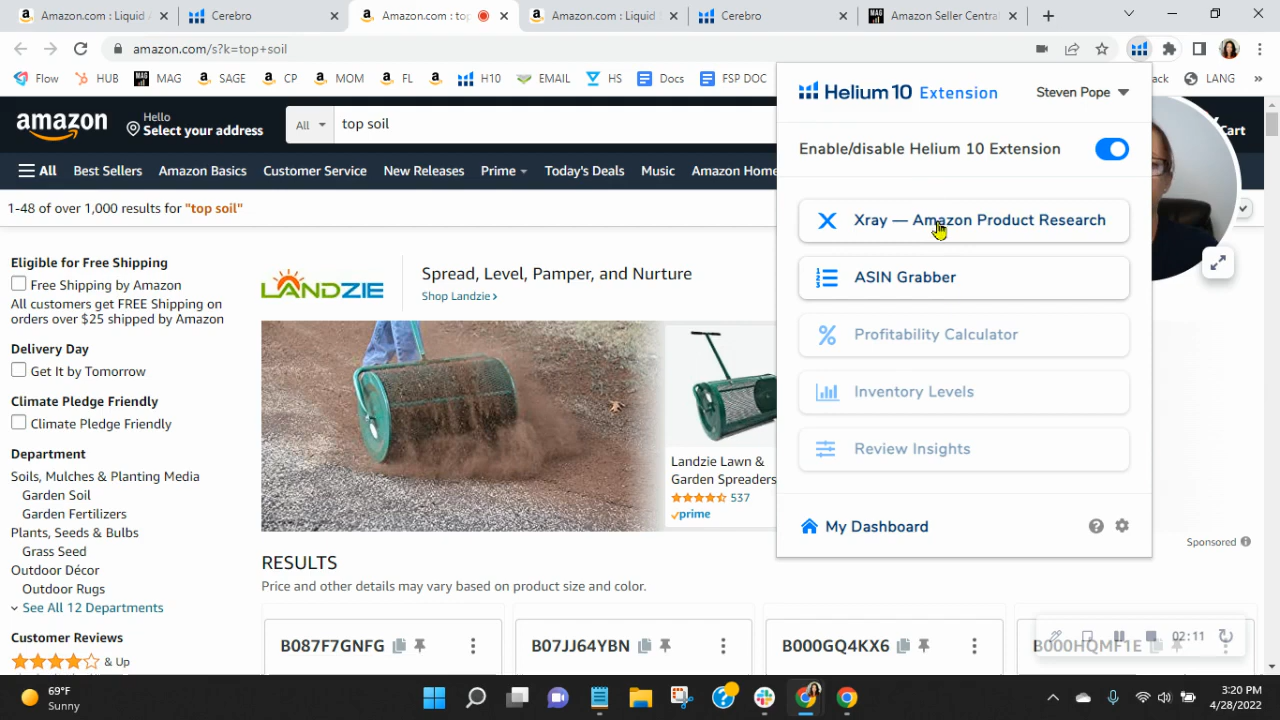 Amazon.com : Liquid A
Cerebro
Amazon.com : top
Amazon.com : Liquid
Cerebro
MAG
Amazon Seller Centra
amazon.com/s?k=top+soil
Flow
HUB
MAG
MAG
SAGE
CP
MOM
FL
H10
EMAIL
HS
Docs
FSP DOC
ack
LANG
»
amazon
Hello
Select your address
All
top soil
Cart
All
Best Sellers
Amazon Basics
Customer Service
New Releases
Prime
Today's Deals
Music
Amazon Home
1-48 of over 1,000 results for "top soil"
Helium 10 Extension
Steven Pope
Enable/disable Helium 10 Extension
Xray — Amazon Product Research
ASIN Grabber
Profitability Calculator
Inventory Levels
Review Insights
My Dashboard
Eligible for Free Shipping
Free Shipping by Amazon
All customers get FREE Shipping on
orders over $25 shipped by Amazon
Delivery Day
Get It by Tomorrow
Climate Pledge Friendly
Climate Pledge Friendly
Department
Soils, Mulches & Planting Media
Garden Soil
Garden Fertilizers
Plants, Seeds & Bulbs
Grass Seed
Outdoor Décor
Outdoor Rugs
See All 12 Departments
Customer Reviews
& Up
LANDZIE
Spread, Level, Pamper, and Nurture
Shop Landzie ›
Landzie Lawn &
Garden Spreaders
537
prime
Sponsored
RESULTS
Price and other details may vary based on product size and color.
B087F7GNFG
B07JJ64YBN
B000GQ4KX6
B000HQMF1E
02:11
69°F
Sunny
3:20 PM
4/28/2022